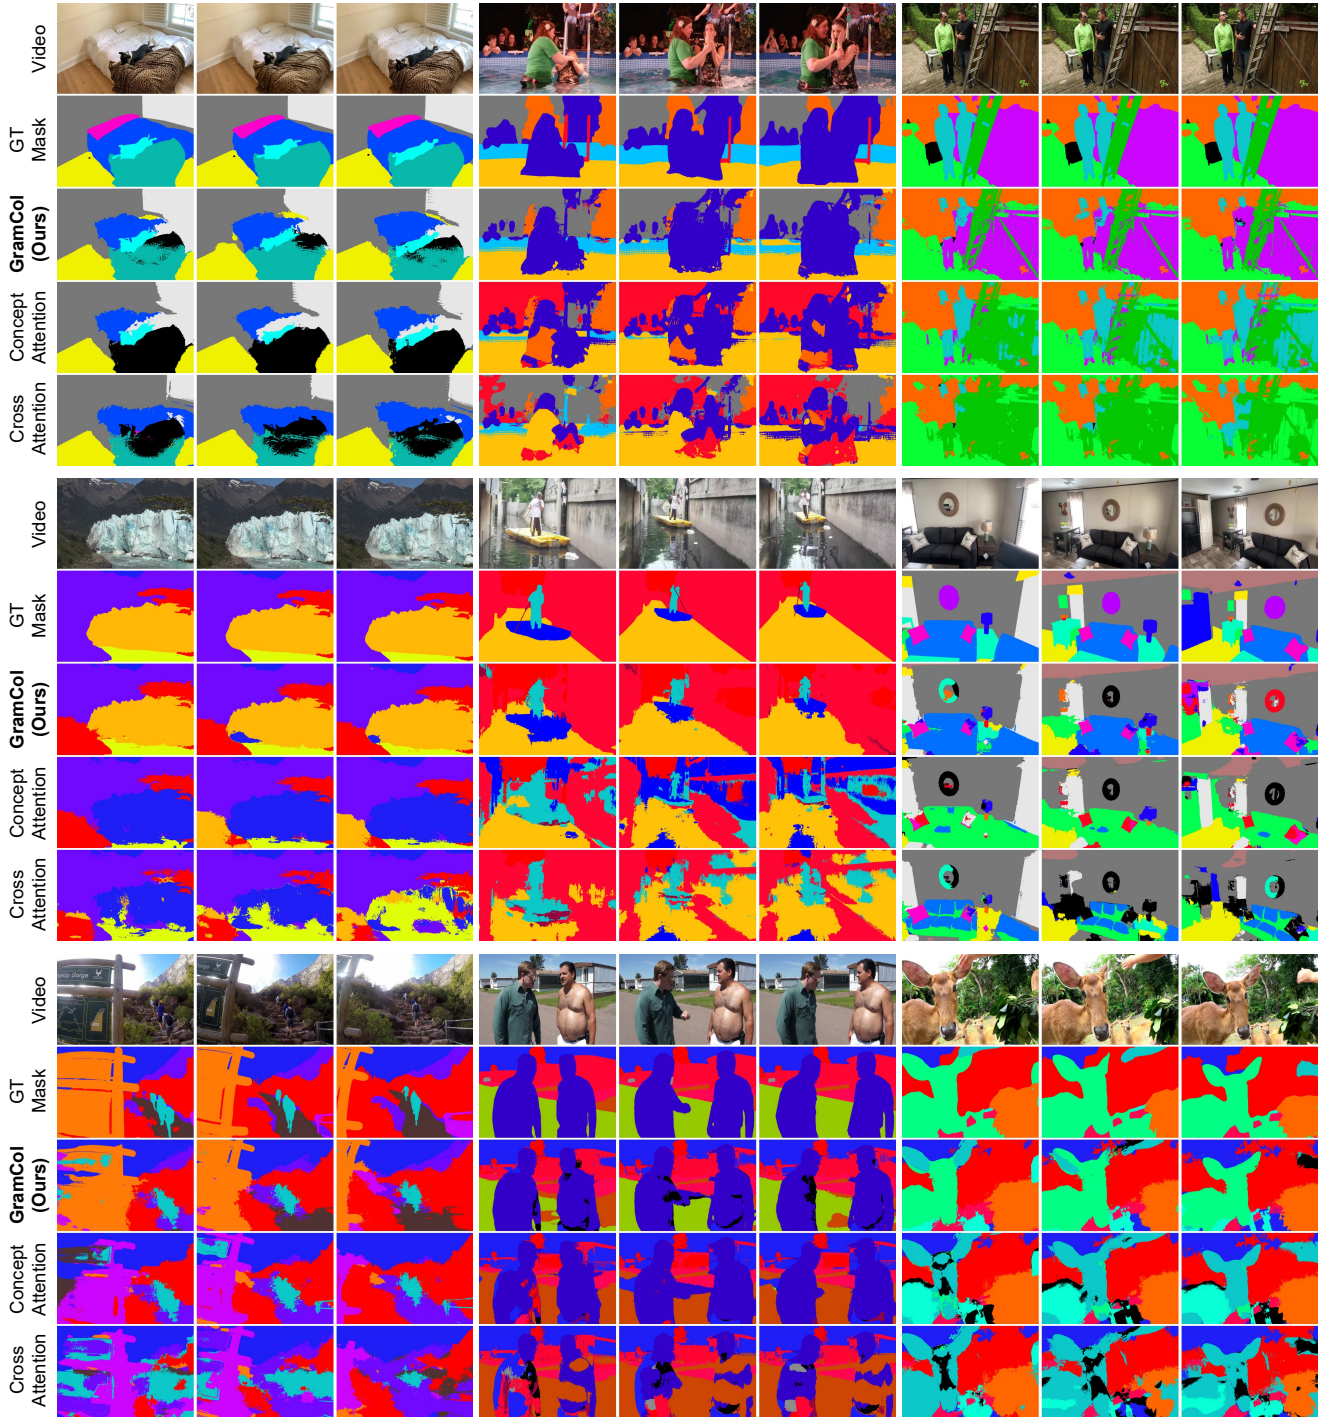 Video
GT
Mask
GramCol
(Ours)
Concept
Attention
Cross
Attention
Video
GT
Mask
GramCol
(Ours)
Concept
Attention
Cross
Attention
Video
Gorge
GT
Mask
GramCol
(Ours)
Concept
Attention
Cross
Attention